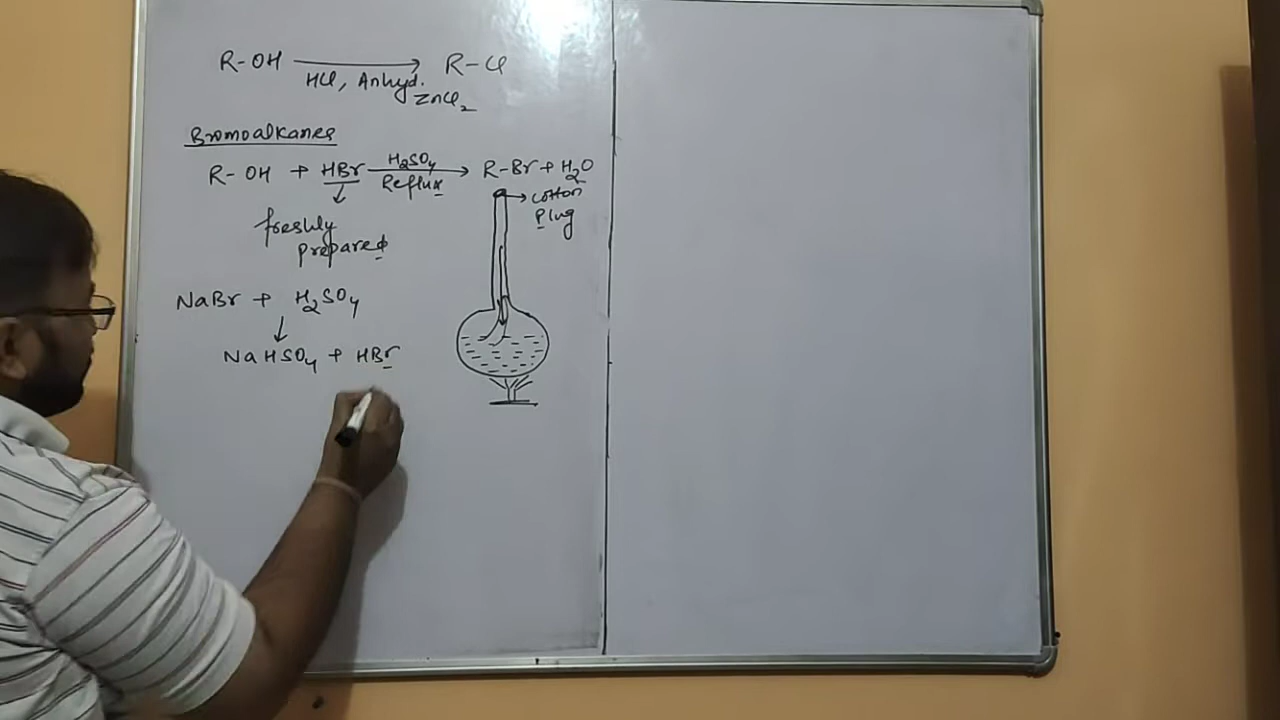 R-OH ⟶ R-Cl
HCl, Anhyd.
ZnCl₂
Bromoalkanes
R-OH + HBr ⟶ R-Br + H₂O
H₂SO₄
Reflux
→ cotton
Plug
↓
freshly
prepared
NaBr + H₂SO₄
↓
NaHSO₄ + HBr